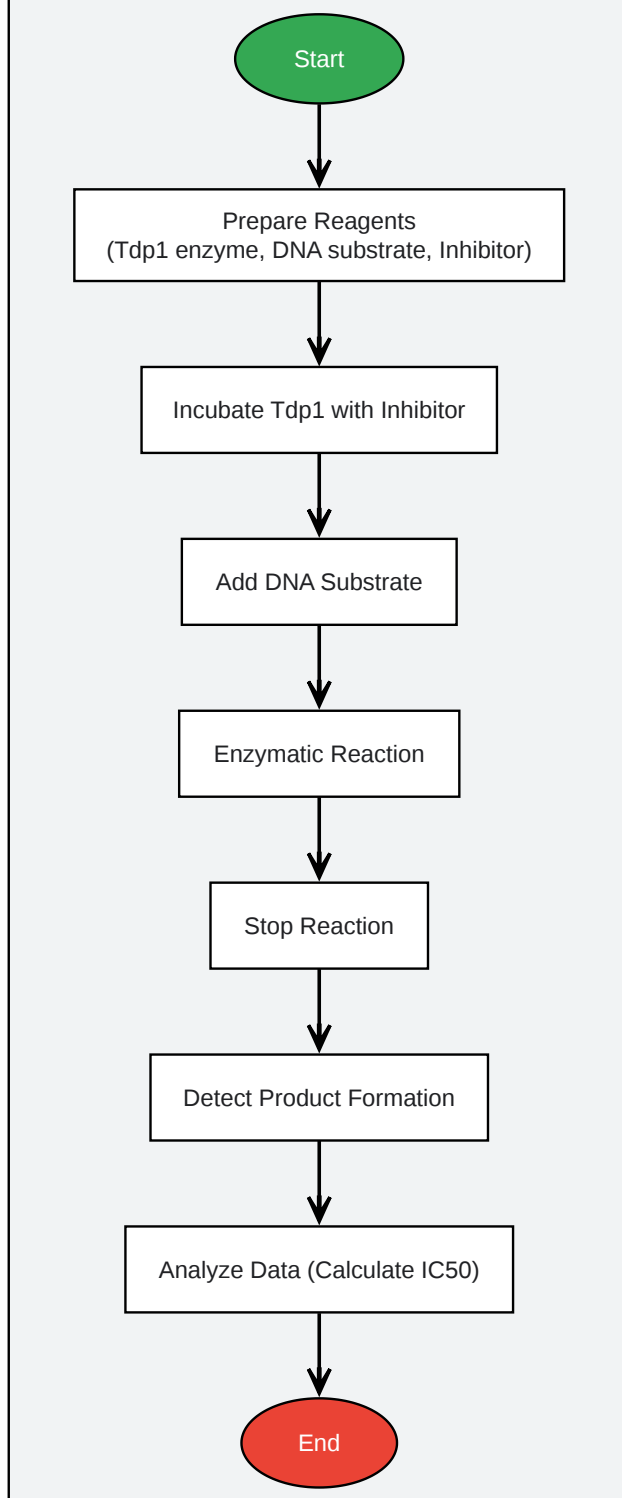 Start
Prepare Reagents
(Tdp1 enzyme, DNA substrate, Inhibitor)
Incubate Tdp1 with Inhibitor
Add DNA Substrate
Enzymatic Reaction
Stop Reaction
Detect Product Formation
Analyze Data (Calculate IC50)
End